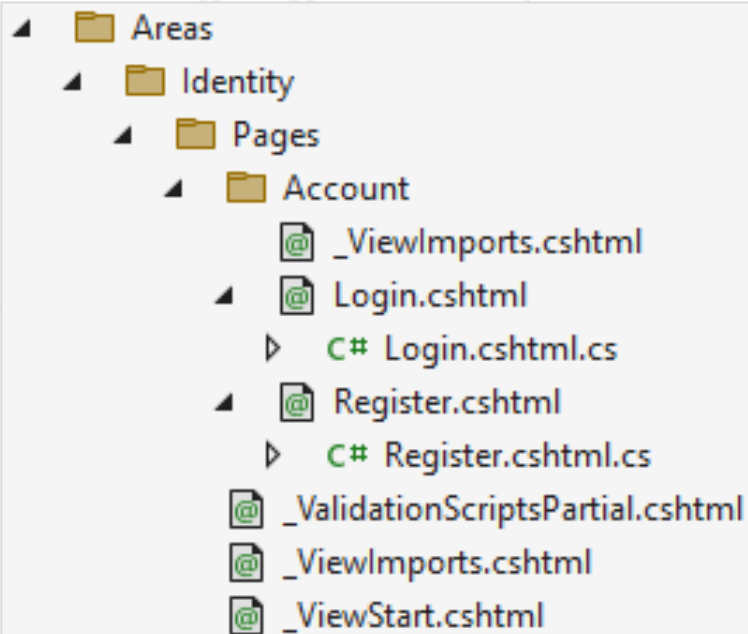 Areas
Identity
Pages
Account
_ViewImports.cshtml
Login.cshtml
C# Login.cshtml.cs
Register.cshtml
C# Register.cshtml.cs
_ValidationScriptsPartial.cshtml
_ViewImports.cshtml
_ViewStart.cshtml